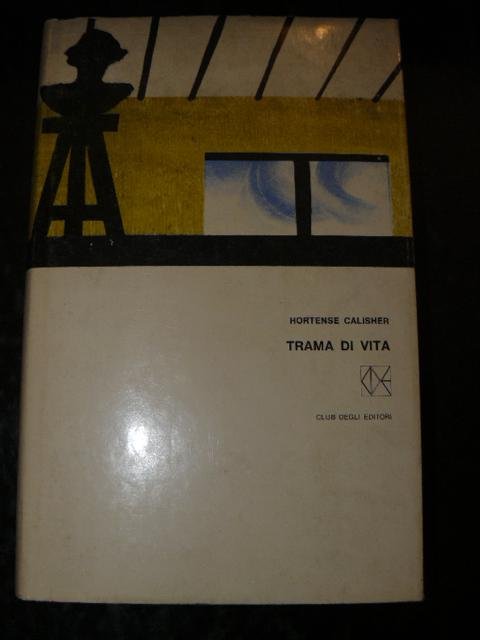 HORTENSE CALISHER
TRAMA DI VITA
CLUB DEGLI EDITORI